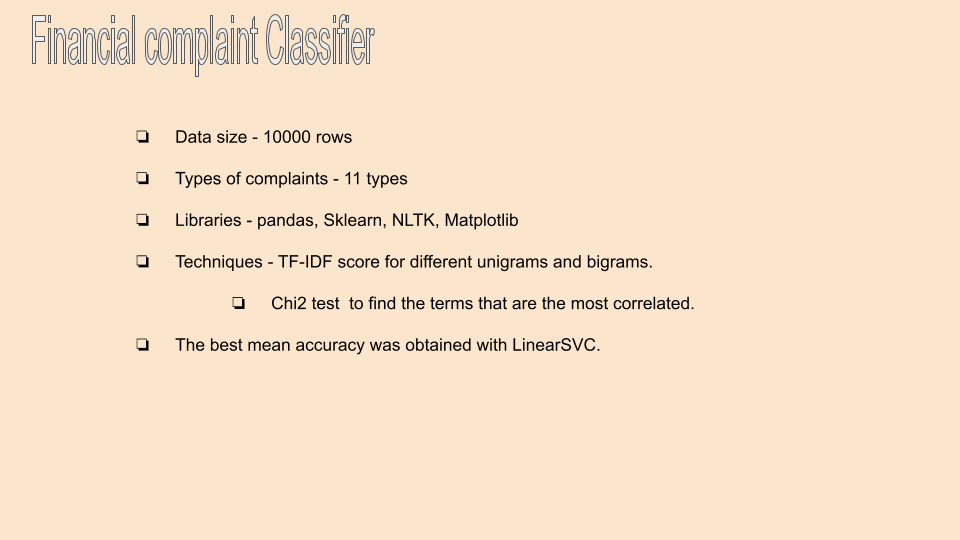 Financial complaint Classifier
❏ Data size - 10000 rows
❏ Types of complaints - 11 types
❏ Libraries - pandas, Sklearn, NLTK, Matplotlib
❏ Techniques - TF-IDF score for different unigrams and bigrams.
❏ Chi2 test  to find the terms that are the most correlated.
❏ The best mean accuracy was obtained with LinearSVC.